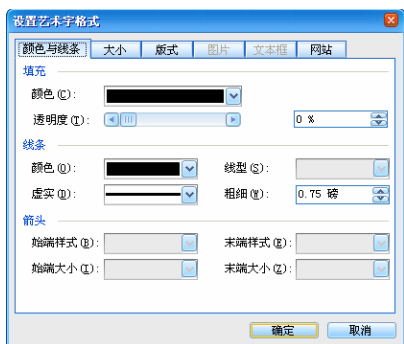 设置艺术字格式
颜色与线条 大小 版式 图片 文本框 网站
填充
颜色(C):
透明度(T): 0 %
线条
颜色(O): 线型(S):
虚实(D): 粗细(W): 0.75 磅
箭头
始端样式(B): 末端样式(E):
始端大小(I): 末端大小(Z):
确定 取消